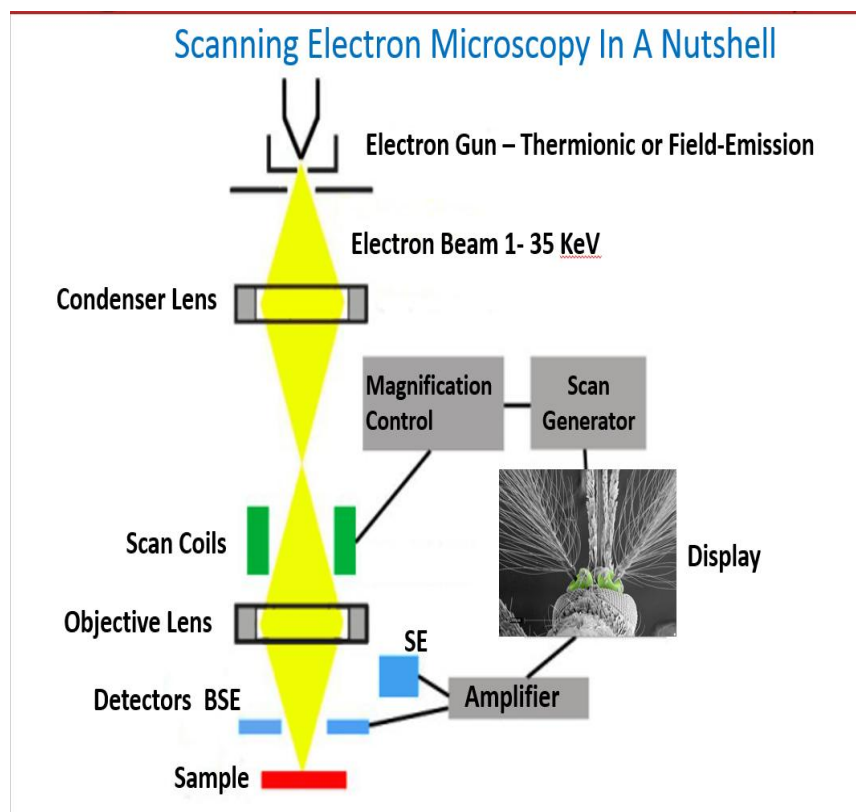 Scanning Electron Microscopy In A Nutshell
Electron Gun – Thermionic or Field-Emission
Electron Beam 1- 35 KeV
Condenser Lens
Magnification
Control
Scan
Generator
Scan Coils
Display
Objective Lens
SE
Detectors BSE
Amplifier
Sample